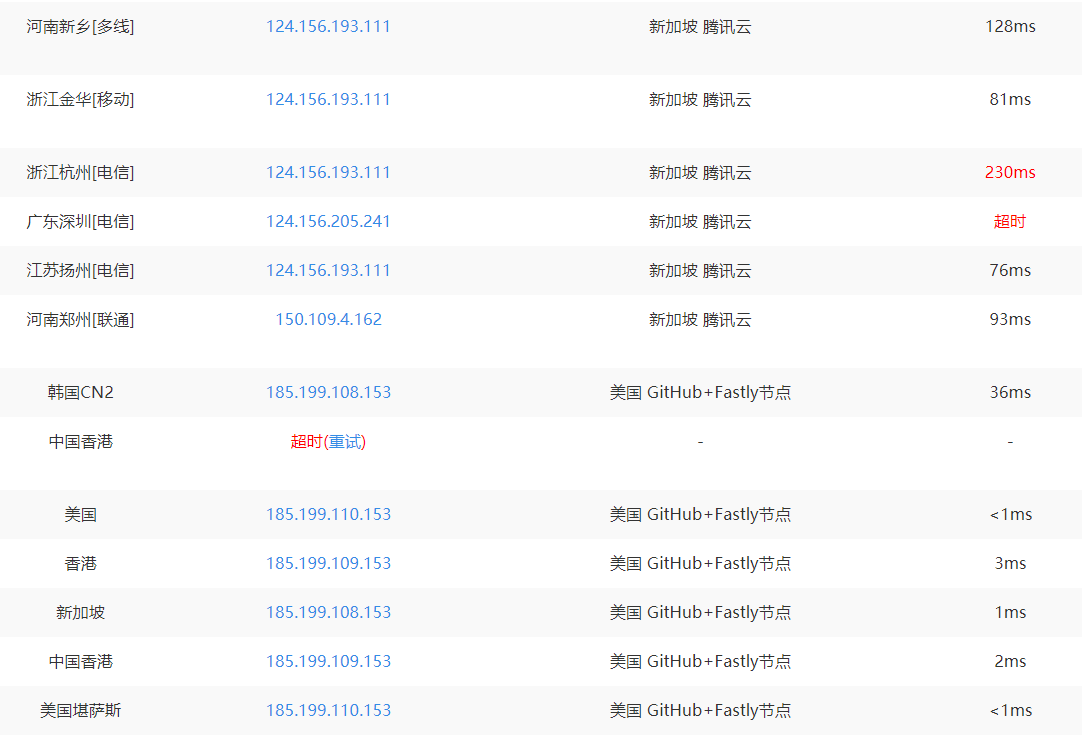 河南新乡[多线] 124.156.193.111 新加坡 腾讯云 128ms
浙江金华[移动] 124.156.193.111 新加坡 腾讯云 81ms
浙江杭州[电信] 124.156.193.111 新加坡 腾讯云 230ms
广东深圳[电信] 124.156.205.241 新加坡 腾讯云 超时
江苏扬州[电信] 124.156.193.111 新加坡 腾讯云 76ms
河南郑州[联通] 150.109.4.162 新加坡 腾讯云 93ms
韩国CN2 185.199.108.153 美国 GitHub+Fastly节点 36ms
中国香港 超时(重试) - -
美国 185.199.110.153 美国 GitHub+Fastly节点 <1ms
香港 185.199.109.153 美国 GitHub+Fastly节点 3ms
新加坡 185.199.108.153 美国 GitHub+Fastly节点 1ms
中国香港 185.199.109.153 美国 GitHub+Fastly节点 2ms
美国堪萨斯 185.199.110.153 美国 GitHub+Fastly节点 <1ms